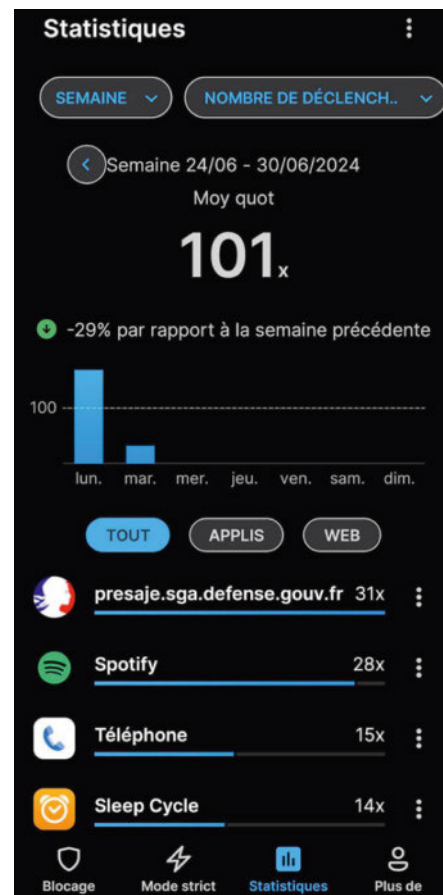 Statistiques
SEMAINE
NOMBRE DE DÉCLENCH..
Semaine 24/06 - 30/06/2024
Moy quot
101x
-29% par rapport à la semaine précédente
100
lun. mar. mer. jeu. ven. sam. dim.
TOUT APPLIS WEB
presaje.sga.defense.gouv.fr 31x
Spotify 28x
Téléphone 15x
Sleep Cycle 14x
Blocage Mode strict Statistiques Plus de